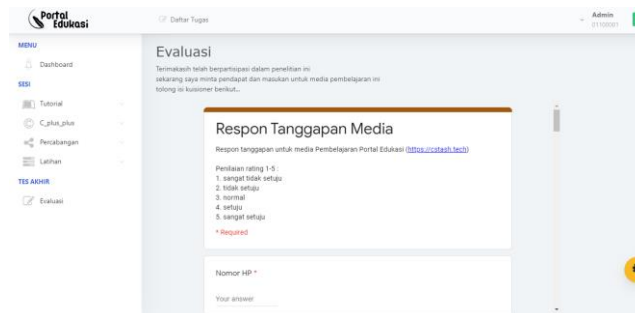 Portal
Edukasi
Daftar Tugas
Admin
01100001
MENU
Dashboard
SESI
Tutorial
C_plus_plus
Percabangan
Latihan
TES AKHIR
Evaluasi
Evaluasi
Terimakasih telah berpartisipasi dalam penelitian ini
sekarang saya minta pendapat dan masukan untuk media pembelajaran ini
tolong isi kuisioner berikut...
Respon Tanggapan Media
Respon tanggapan untuk media Pembelajaran Portal Edukasi (https://cstash.tech)
Penilaian rating 1-5 :
1. sangat tidak setuju
2. tidak setuju
3. normal
4. setuju
5. sangat setuju
* Required
Nomor HP *
Your answer